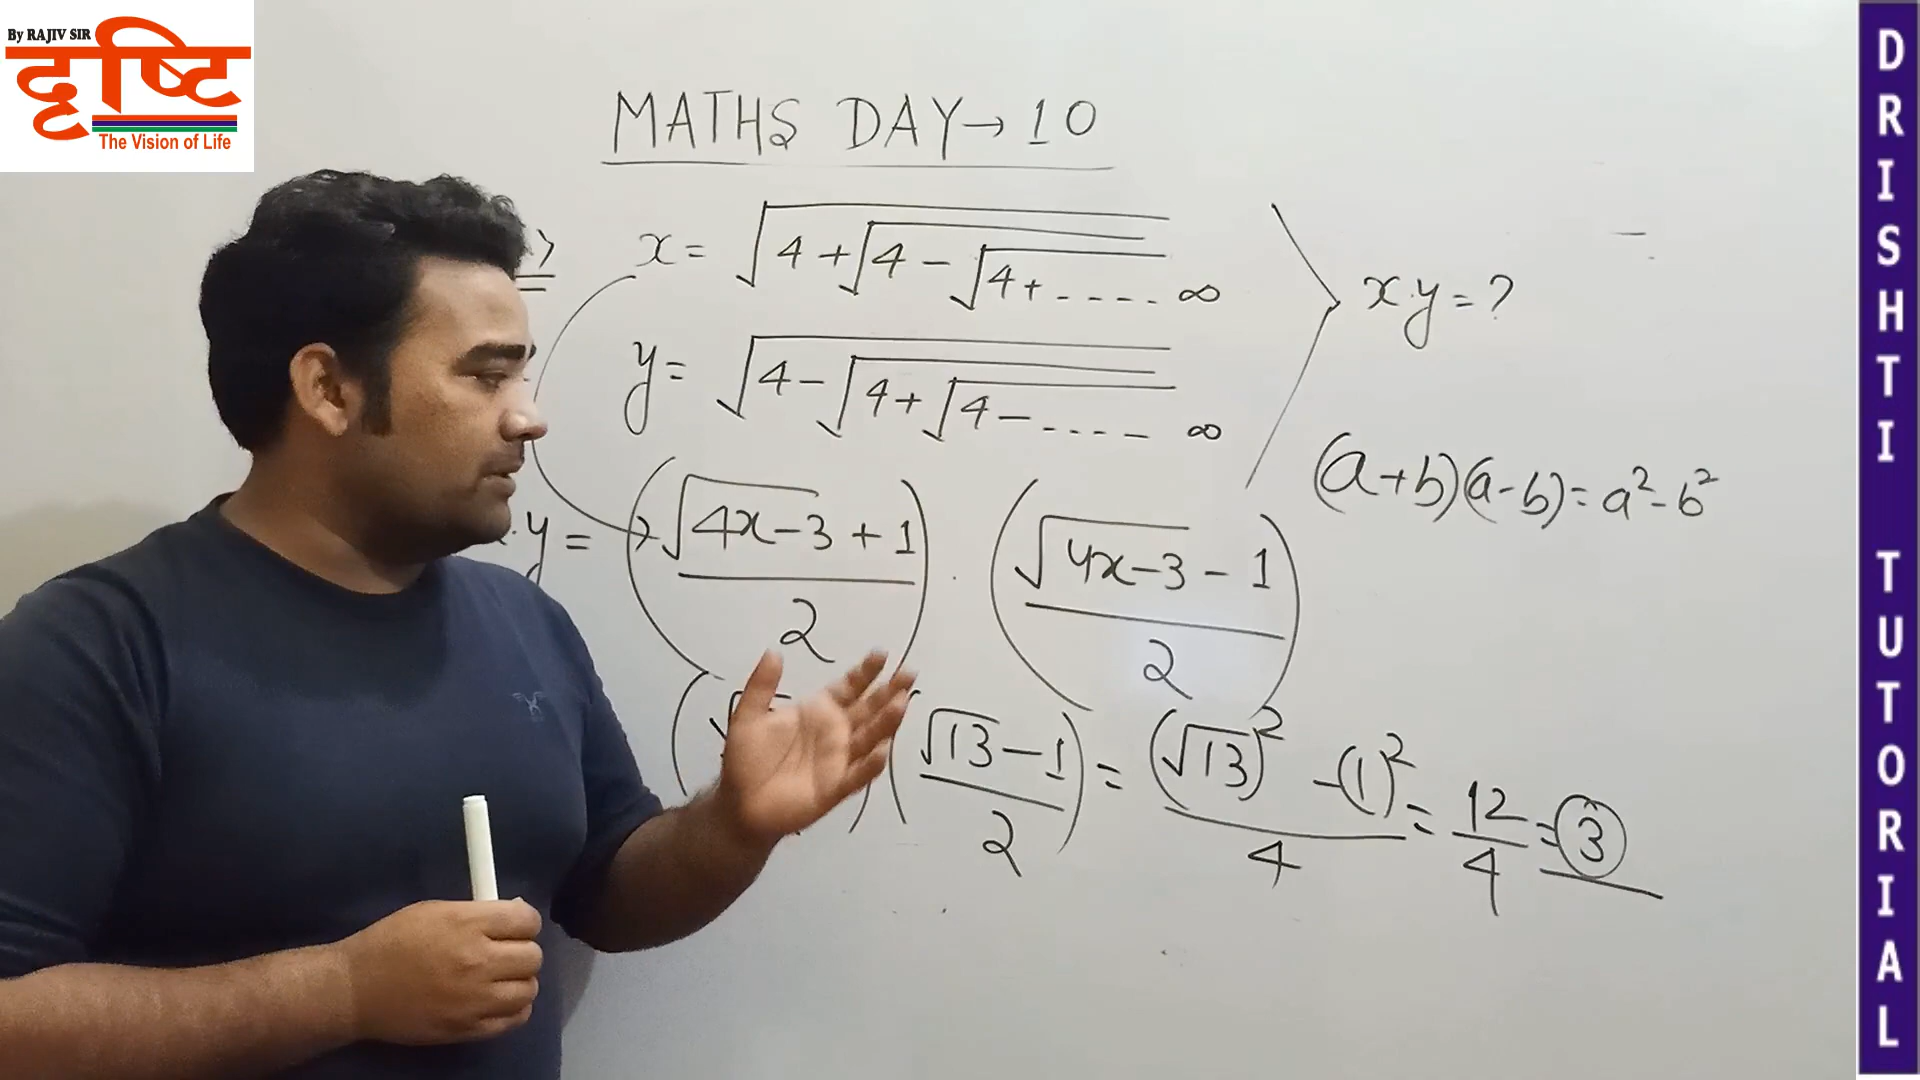 By RAJIV SIR
दृष्टि
The Vision of Life
MATHS DAY→10
x = √4+√4-√4+---- ∞
y = √4-√4+√4----- ∞
x.y=?
(a+b)(a-b)=a²-b²
.y = (√4x-3 + 1 / 2) . (√4x-3 - 1 / 2)
(√13 - 1 / 2) = (√13)² - (1)² / 4 = 12 / 4 = 3
DRISHTI TUTORIAL